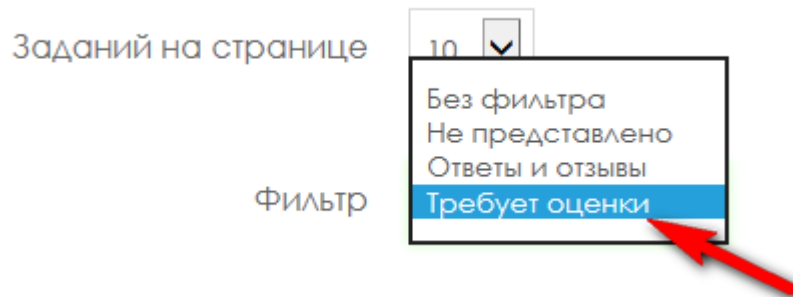 Заданий на странице
10
Без фильтра
Не представлено
Ответы и отзывы
Фильтр
Требует оценки